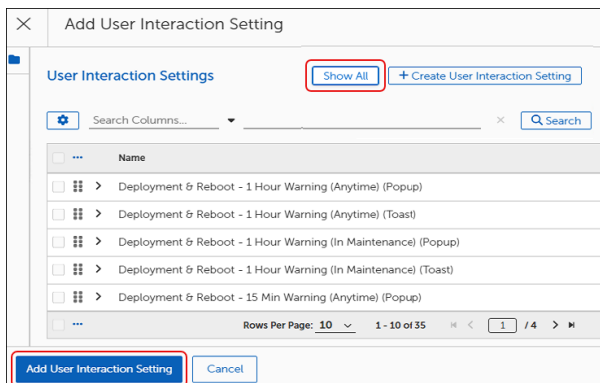 Add User Interaction Setting
User Interaction Settings Show All + Create User Interaction Setting
Search Columns... Search
Name
Deployment & Reboot - 1 Hour Warning (Anytime) (Popup)
Deployment & Reboot - 1 Hour Warning (Anytime) (Toast)
Deployment & Reboot - 1 Hour Warning (In Maintenance) (Popup)
Deployment & Reboot - 1 Hour Warning (In Maintenance) (Toast)
Deployment & Reboot - 15 Min Warning (Anytime) (Popup)
Rows Per Page: 10 1 - 10 of 35 1 / 4
Add User Interaction Setting Cancel